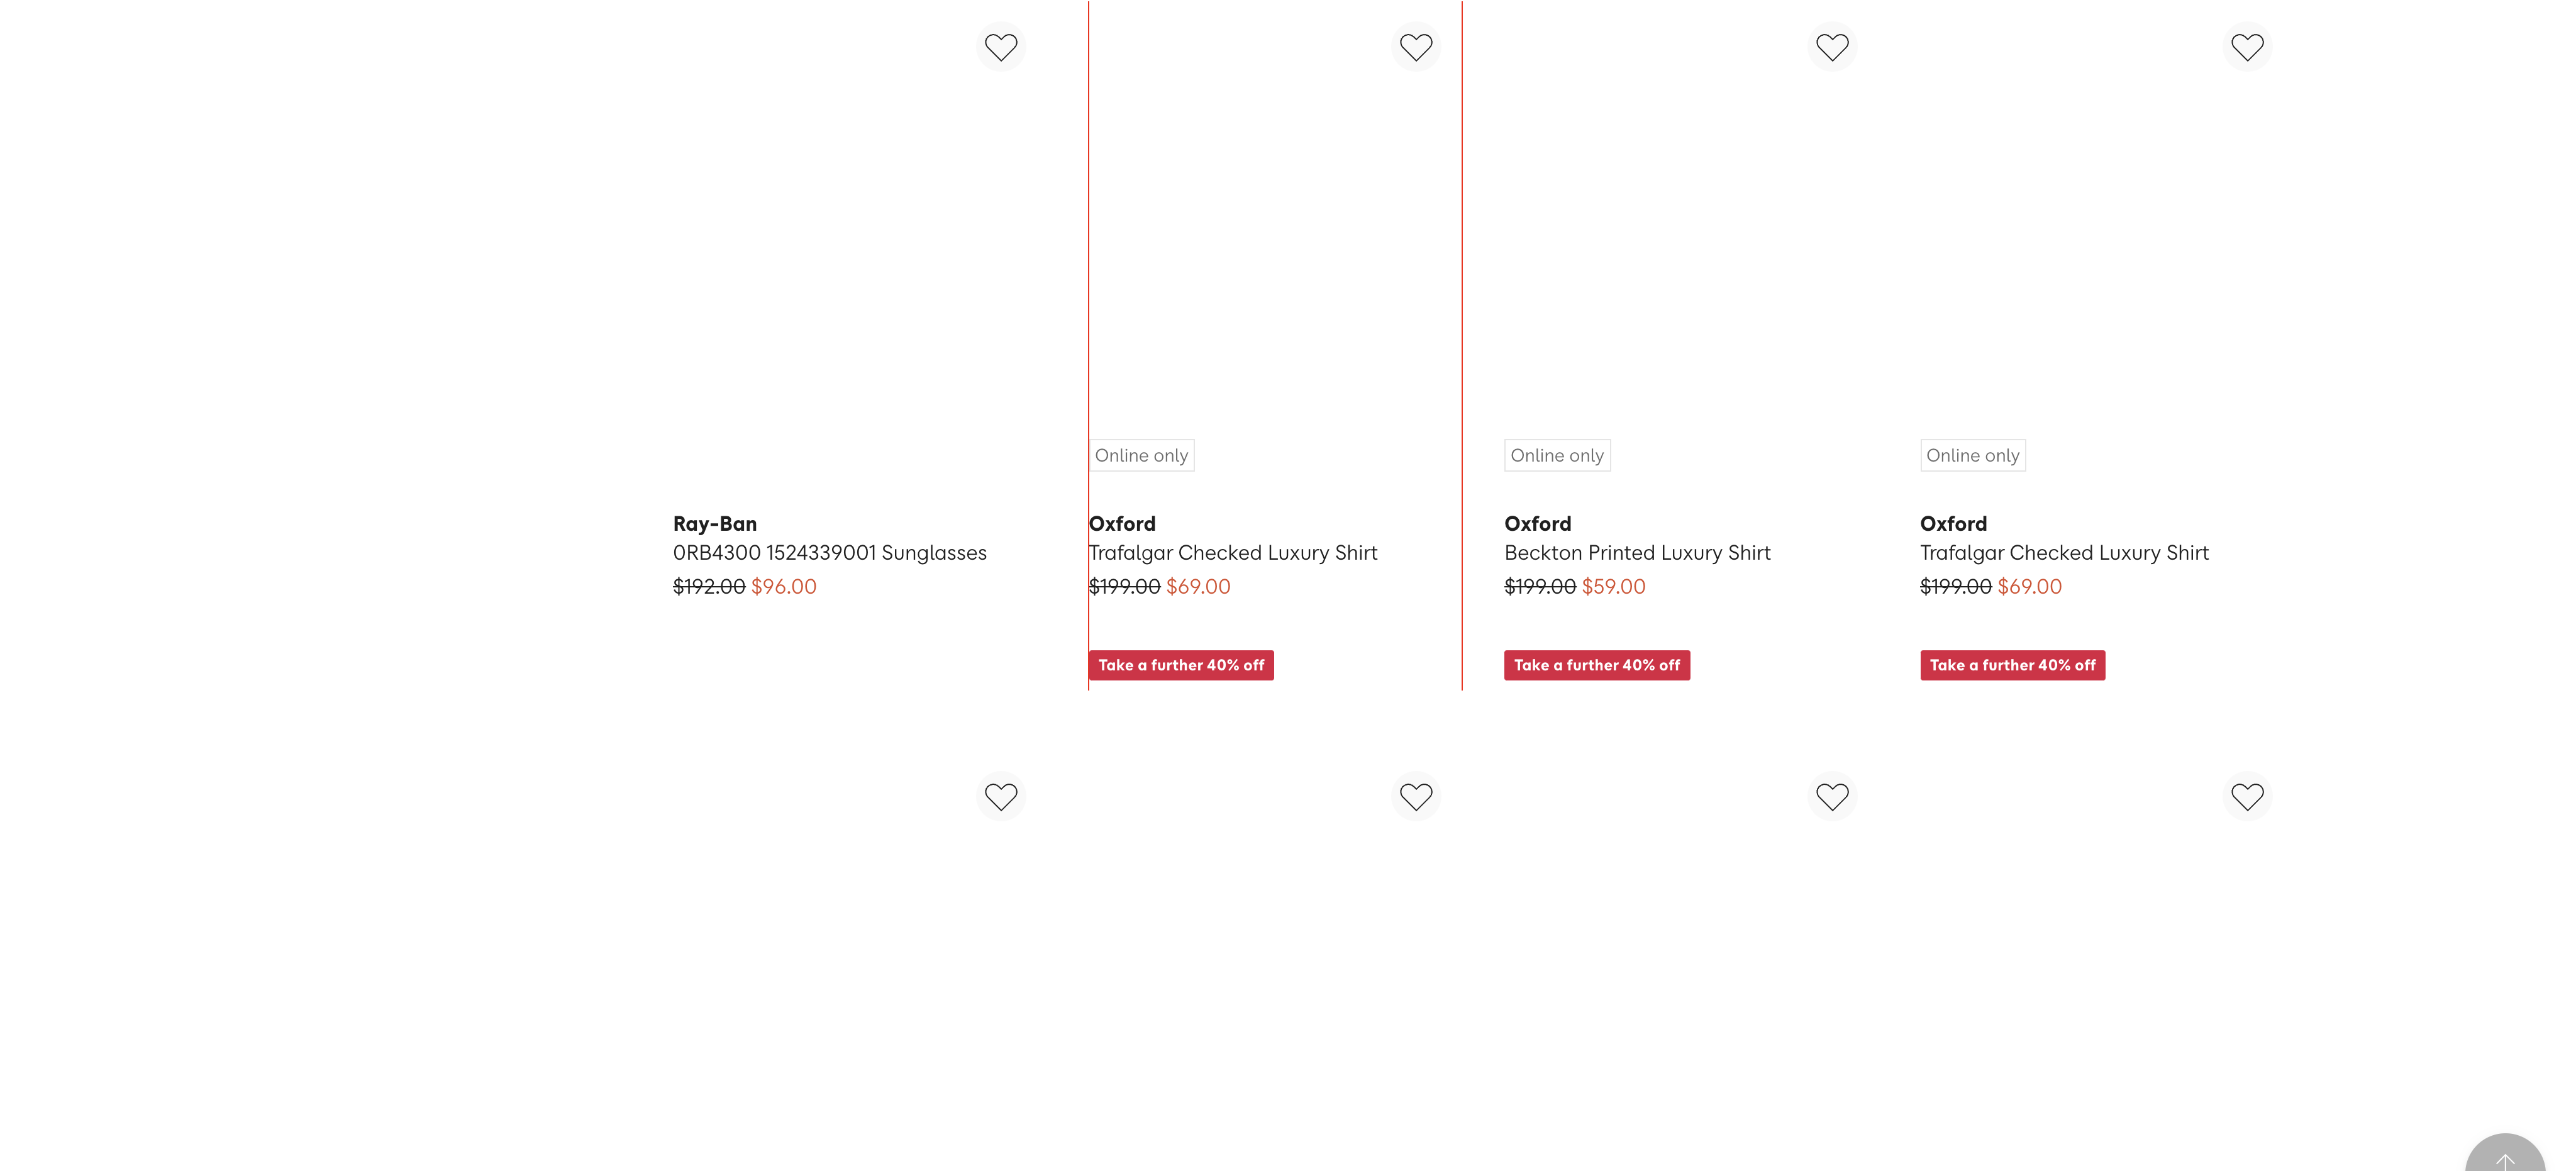 Ray-Ban
0RB4300 1524339001 Sunglasses
$192.00 $96.00
Online only
Oxford
Trafalgar Checked Luxury Shirt
$199.00 $69.00
Take a further 40% off
Online only
Oxford
Beckton Printed Luxury Shirt
$199.00 $59.00
Take a further 40% off
Online only
Oxford
Trafalgar Checked Luxury Shirt
$199.00 $69.00
Take a further 40% off